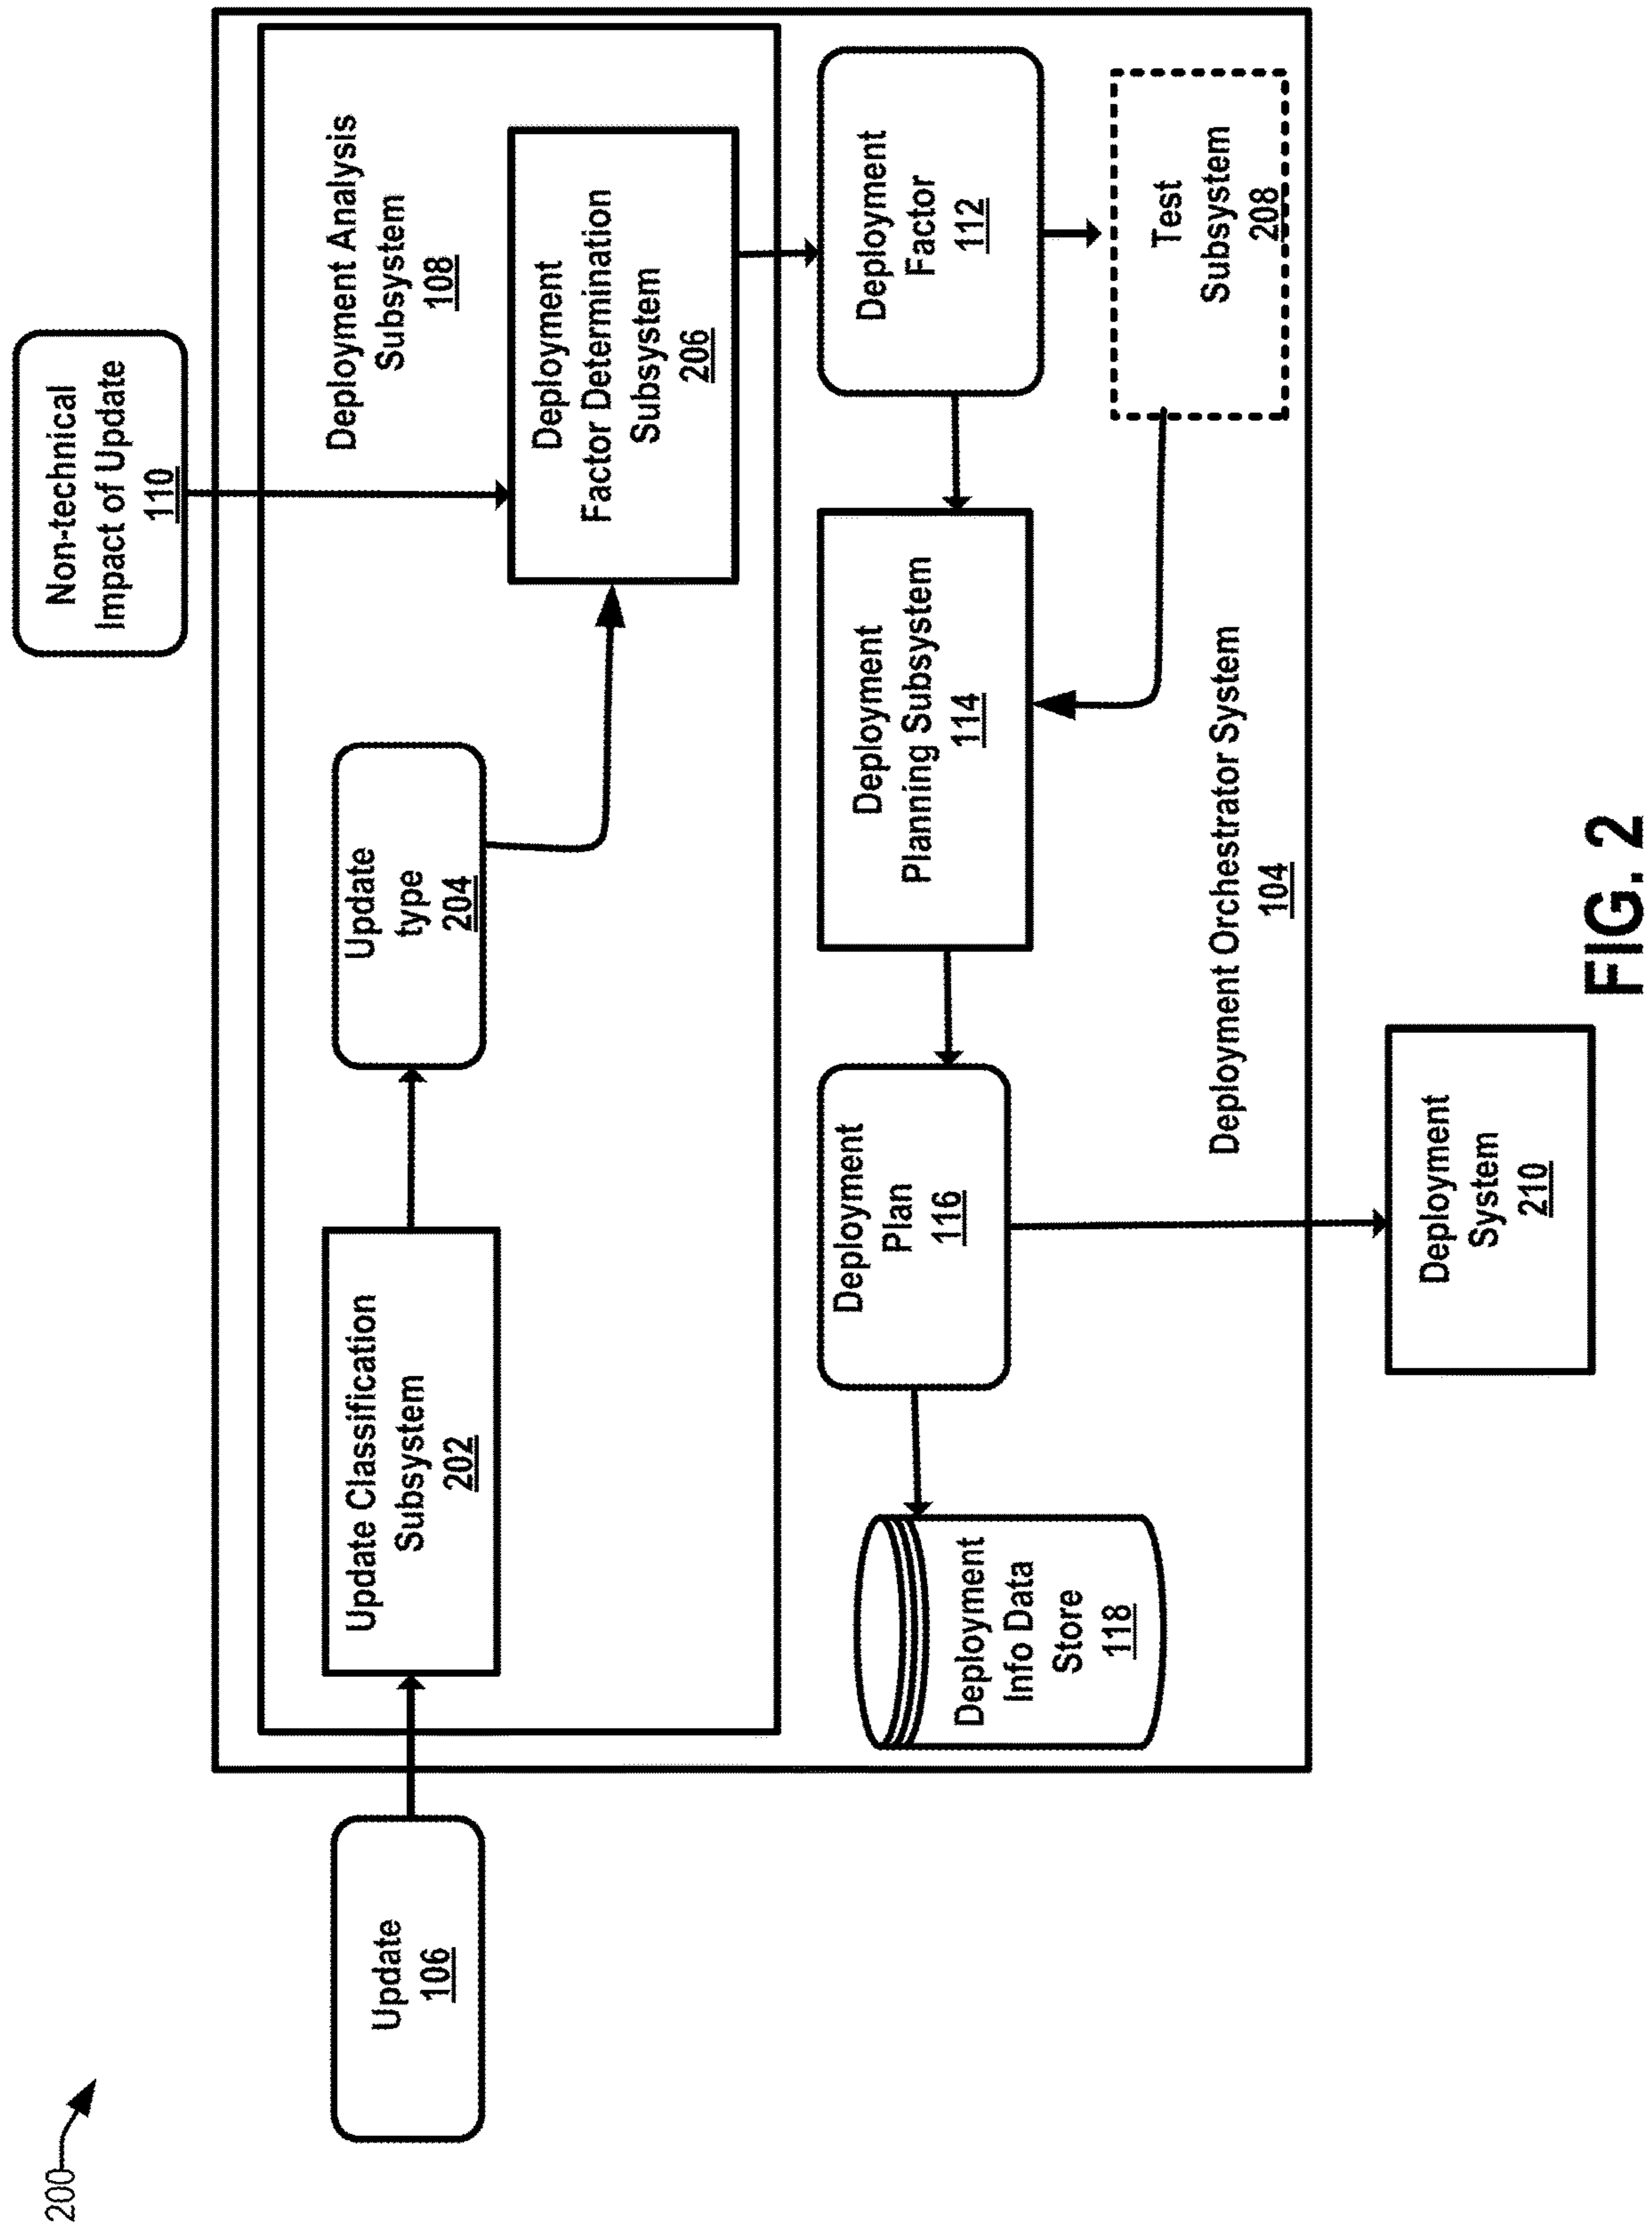 200
Update
106
Update Classification
Subsystem
202
Update
type
204
Non-technical
Impact of Update
110
Deployment Analysis
Subsystem
108
Deployment
Factor Determination
Subsystem
206
Deployment
Info Data
Store
118
Deployment
Plan
116
Deployment
Planning Subsystem
114
Deployment
Factor
112
Test
Subsystem
208
Deployment Orchestrator System
104
Deployment
System
210
FIG. 2